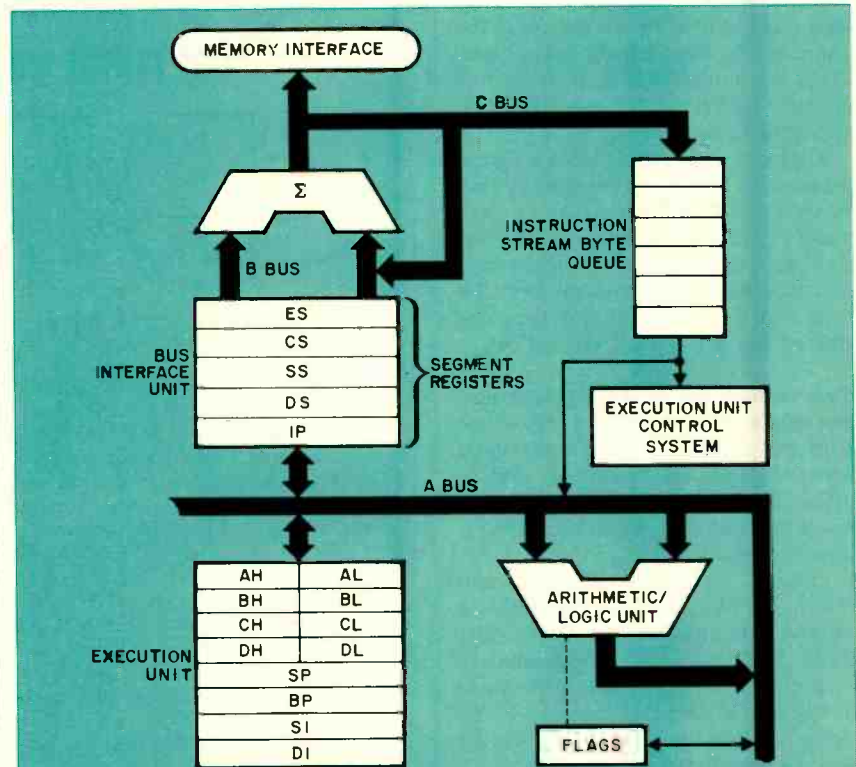 MEMORY INTERFACE
C BUS
Σ
B BUS
INSTRUCTION
STREAM BYTE
QUEUE
BUS
INTERFACE
UNIT
ES
CS
SS
DS
IP
SEGMENT
REGISTERS
EXECUTION UNIT
CONTROL
SYSTEM
A BUS
EXECUTION
UNIT
AH AL
BH BL
CH CL
DH DL
SP
BP
SI
DI
ARITHMETIC/
LOGIC UNIT
FLAGS